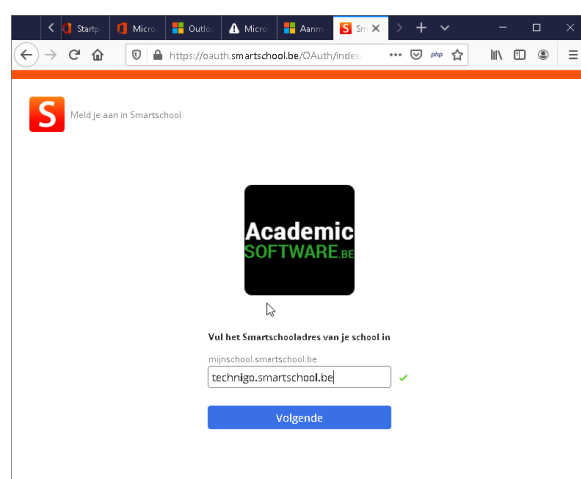 Startp
Micro
Outlo
Micro
Aanm
S Sm
https://oauth.smartschool.be/OAuth/index.
php
S
Meld je aan in Smartschool
Academic
SOFTWARE.BE
Vul het Smartschooladres van je school in
mijnschool.smartschool.be
technigo.smartschool.be
Volgende